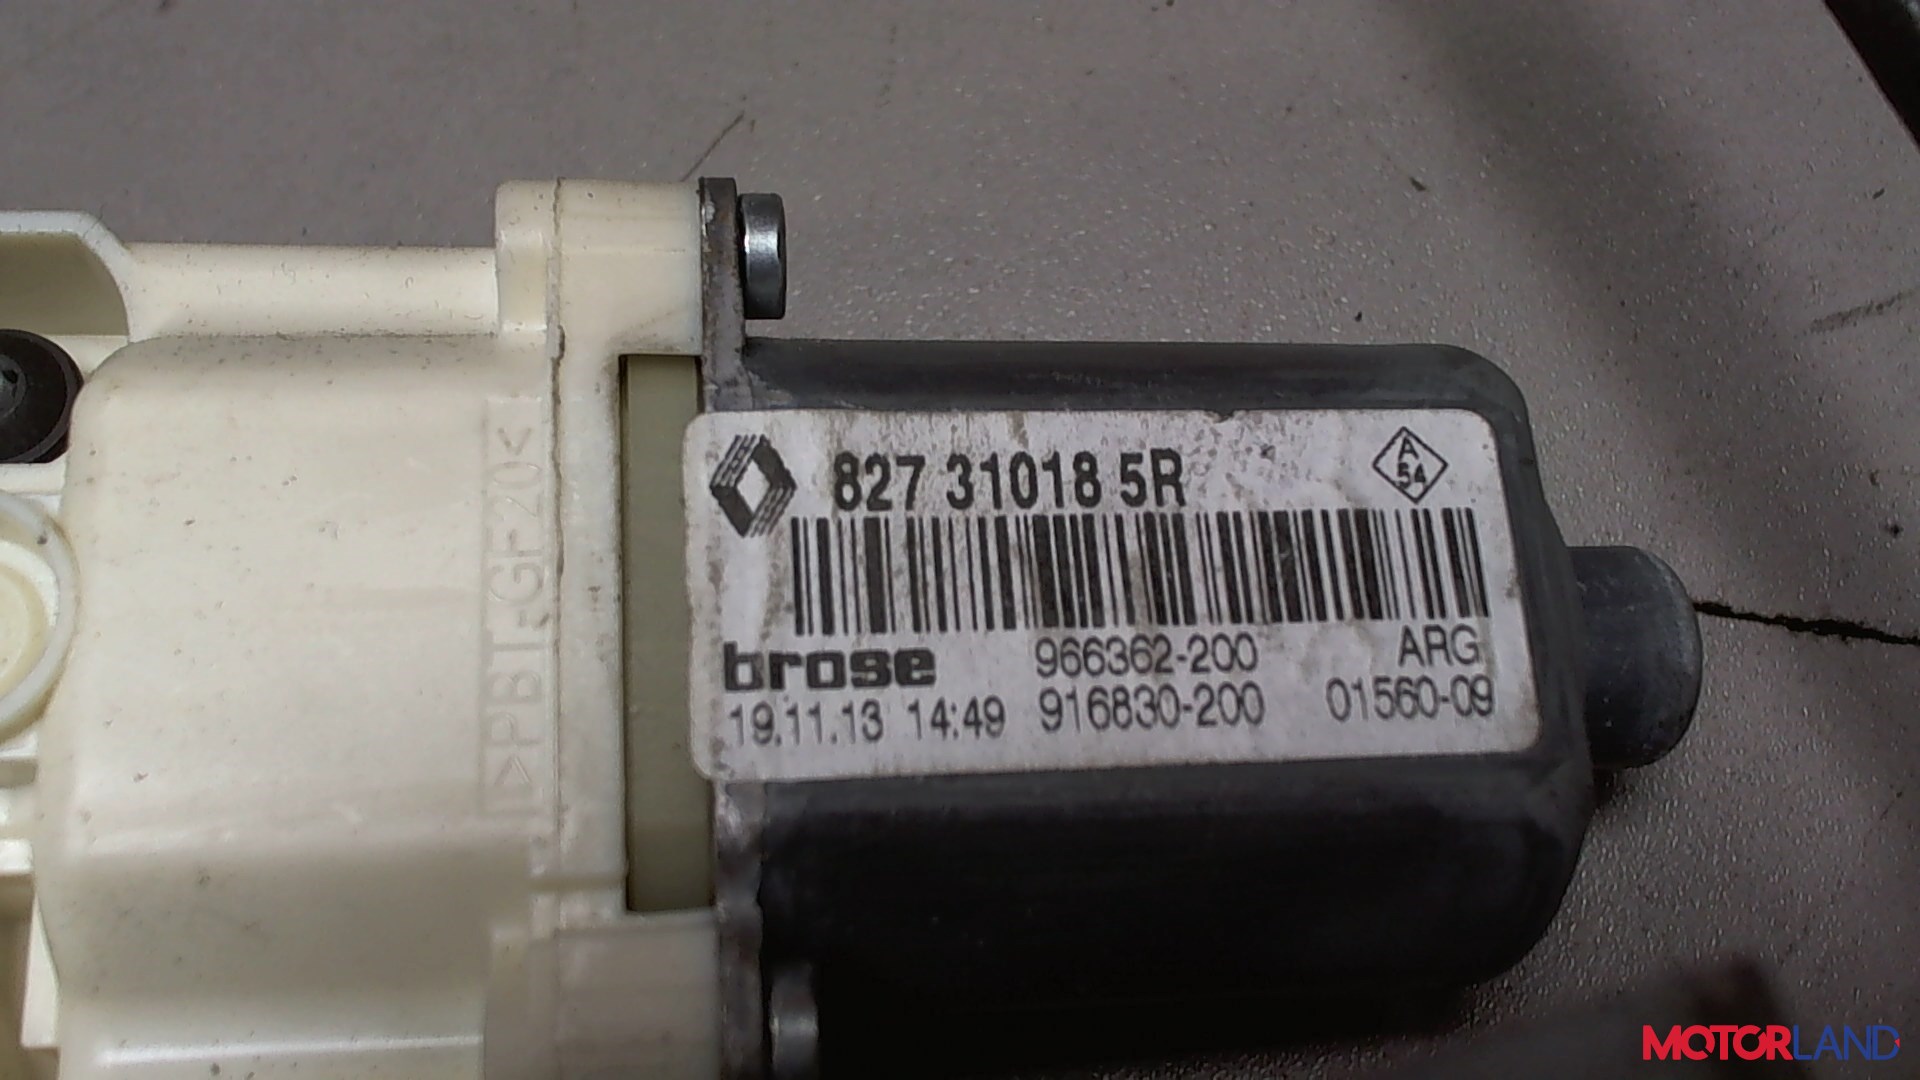 827 31018 5R
A
54
brose 966362-200 ARG
19.11.13 14:49 916830-200 01560-09
>PBT-GF20<
MOTORLAND